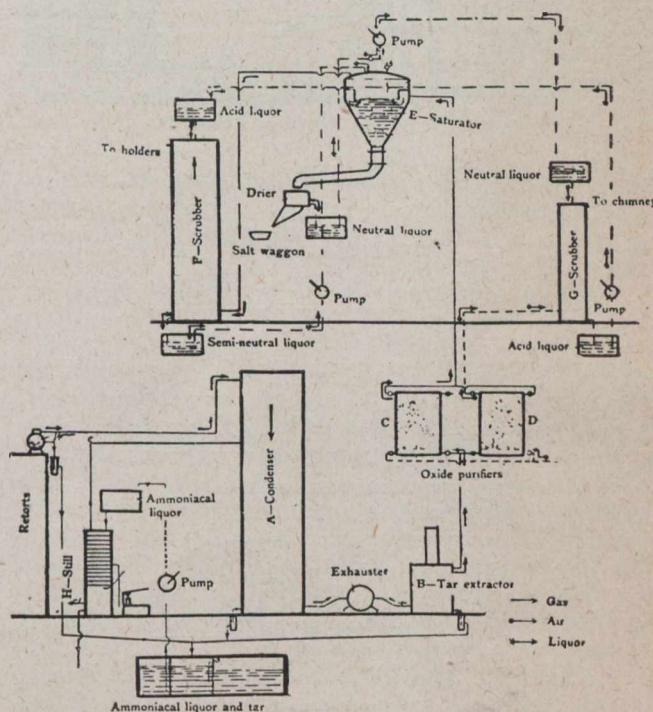 Pump
Acid liquor
E-Saturator
To holders
Drier
Neutral liquor
To chimney
F-Scrubber
Salt waggon
Neutral liquor
G-Scrubber
Pump
Pump
Semi-neutral liquor
Acid liquor
C
D
Oxide purifiers
A-Condenser
Retorts
Ammoniacal
liquor
H-Still
Pump
Exhauster
B-Tar extractor
Gas
Air
Liquor
Ammoniacal liquor and tar